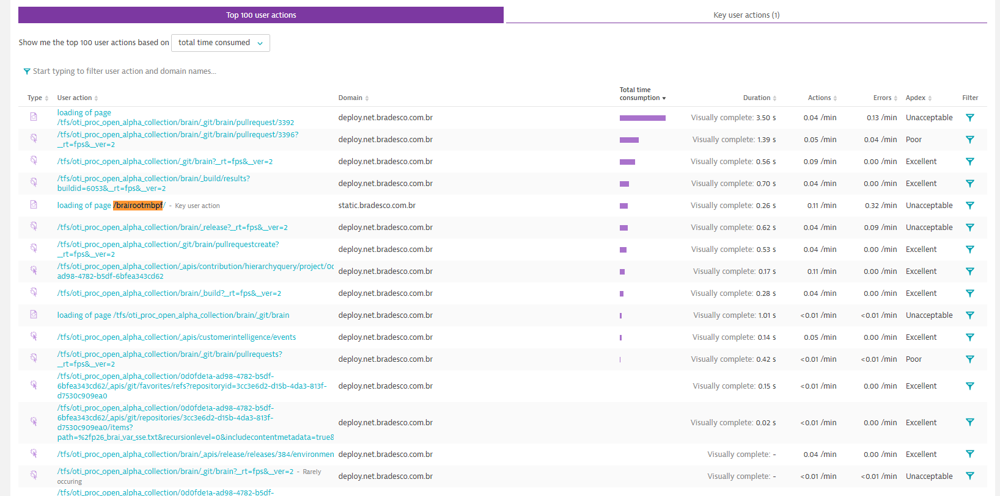 Top 100 user actions
Key user actions (1)
Show me the top 100 user actions based on total time consumed
Start typing to filter user action and domain names...
Type User action Domain Total time consumption Duration Actions Errors Apdex Filter
loading of page
/tfs/oti_proc_open_alpha_collection/brain/_git/brain/pullrequest/3392 deploy.net.bradesco.com.br Visually complete: 3.50 s 0.04 /min 0.13 /min Unacceptable
/tfs/oti_proc_open_alpha_collection/brain/_git/brain/pullrequest/3396?
__rt=fps&__ver=2 deploy.net.bradesco.com.br Visually complete: 1.39 s 0.05 /min 0.04 /min Poor
/tfs/oti_proc_open_alpha_collection/_git/brain?__rt=fps&__ver=2 deploy.net.bradesco.com.br Visually complete: 0.56 s 0.09 /min 0.00 /min Excellent
/tfs/oti_proc_open_alpha_collection/brain/_build/results?
buildid=6053&__rt=fps&__ver=2 deploy.net.bradesco.com.br Visually complete: 0.70 s 0.04 /min 0.00 /min Excellent
loading of page /brairootmbpf/ - Key user action static.bradesco.com.br Visually complete: 0.26 s 0.11 /min 0.32 /min Unacceptable
/tfs/oti_proc_open_alpha_collection/brain/_release?__rt=fps&__ver=2 deploy.net.bradesco.com.br Visually complete: 0.62 s 0.04 /min 0.09 /min Unacceptable
/tfs/oti_proc_open_alpha_collection/_git/brain/pullrequestcreate?
__rt=fps&__ver=2 deploy.net.bradesco.com.br Visually complete: 0.53 s 0.04 /min 0.00 /min Excellent
/tfs/oti_proc_open_alpha_collection/_apis/contribution/hierarchyquery/project/0d
ad98-4782-b5df-6bfea343cd62 deploy.net.bradesco.com.br Visually complete: 0.17 s 0.11 /min 0.00 /min Excellent
/tfs/oti_proc_open_alpha_collection/brain/_build?__rt=fps&__ver=2 deploy.net.bradesco.com.br Visually complete: 0.28 s 0.04 /min 0.00 /min Excellent
loading of page /tfs/oti_proc_open_alpha_collection/brain/_git/brain deploy.net.bradesco.com.br Visually complete: 1.01 s <0.01 /min <0.01 /min Unacceptable
/tfs/oti_proc_open_alpha_collection/_apis/customerintelligence/events deploy.net.bradesco.com.br Visually complete: 0.14 s 0.05 /min 0.00 /min Excellent
/tfs/oti_proc_open_alpha_collection/brain/_git/brain/pullrequests?
__rt=fps&__ver=2 deploy.net.bradesco.com.br Visually complete: 0.42 s <0.01 /min <0.01 /min Poor
/tfs/oti_proc_open_alpha_collection/0d0fde1a-ad98-4782-b5df-
6bfea343cd62/_apis/git/favorites/refs?repositoryid=3cc3e6d2-d15b-4da3-813f-
d7530c909ea0 deploy.net.bradesco.com.br Visually complete: 0.15 s <0.01 /min 0.00 /min Excellent
/tfs/oti_proc_open_alpha_collection/0d0fde1a-ad98-4782-b5df-
6bfea343cd62/_apis/git/repositories/3cc3e6d2-d15b-4da3-813f-
d7530c909ea0/items?
path=%2fp26_brai_var_sse.txt&recursionlevel=0&includecontentmetadata=true& deploy.net.bradesco.com.br Visually complete: 0.02 s <0.01 /min 0.00 /min Excellent
/tfs/oti_proc_open_alpha_collection/brain/_apis/release/releases/384/environmen deploy.net.bradesco.com.br Visually complete: - 0.04 /min 0.00 /min Excellent
/tfs/oti_proc_open_alpha_collection/brain/_git/brain?__rt=fps&__ver=2 - Rarely
occuring deploy.net.bradesco.com.br Visually complete: - <0.01 /min <0.01 /min Unacceptable
/tfs/oti_proc_open_alpha_collection/0d0fde1a-ad98-4782-b5df-